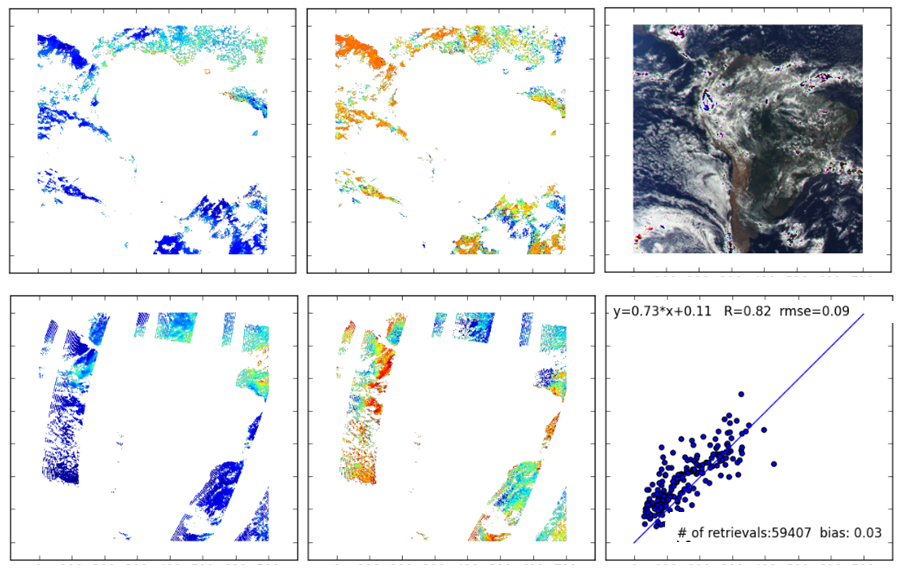 y=0.73*x+0.11 R=0.82 rmse=0.09
# of retrievals:59407 bias: 0.03